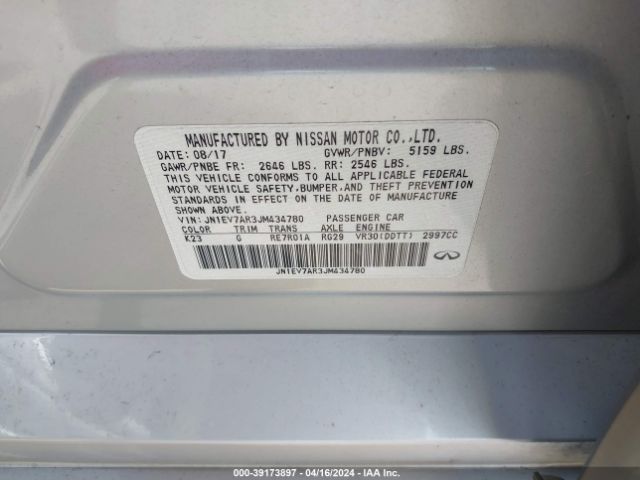 MANUFACTURED BY NISSAN MOTOR CO.,LTD.
DATE: 08/17 GVWR/PNBV: 5159 LBS.
GAWR/PNBE FR: 2646 LBS. RR: 2546 LBS.
THIS VEHICLE CONFORMS TO ALL APPLICABLE FEDERAL
MOTOR VEHICLE SAFETY, BUMPER, AND THEFT PREVENTION
STANDARDS IN EFFECT ON THE DATE OF MANUFACTURE
SHOWN ABOVE.
VIN: JN1EV7AR3JM434780 PASSENGER CAR
COLOR TRIM TRANS AXLE ENGINE
K23 G RE7R01A RG29 VR30(DDTT) 2997CC
JN1EV7AR3JM434780
INFINITI
000-39173897 - 04/16/2024 - IAA Inc.